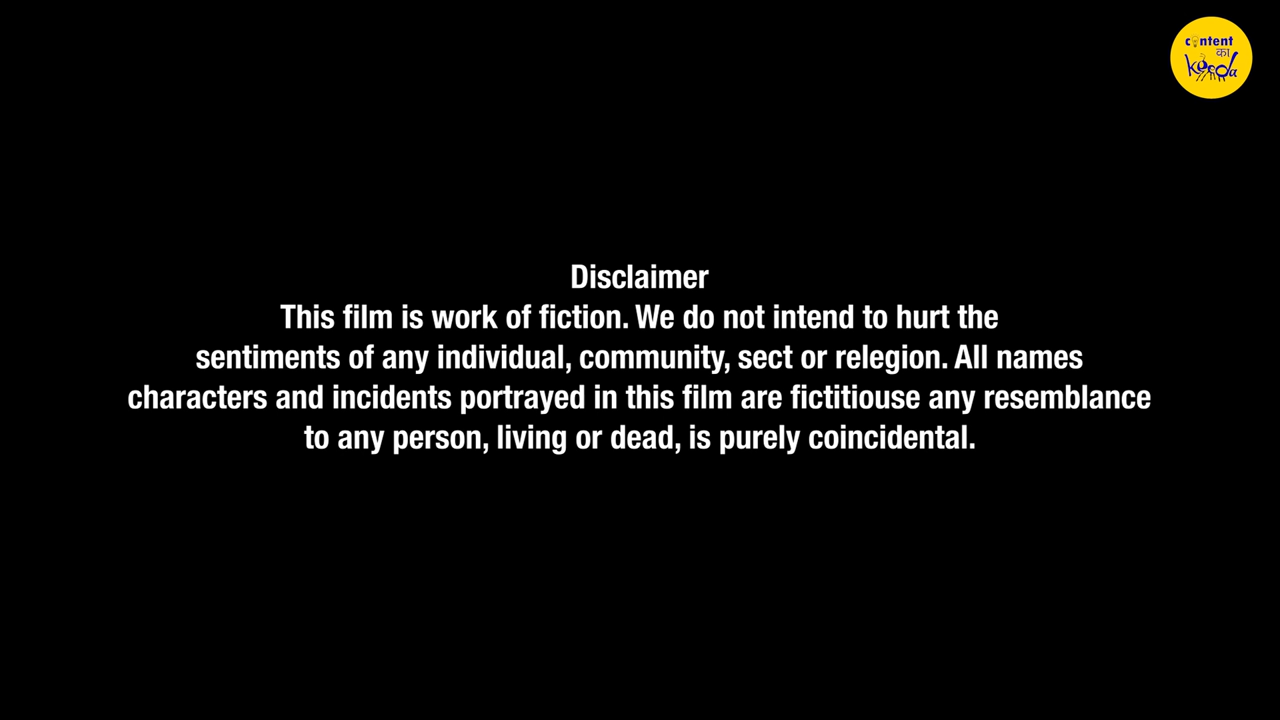 content
का
keeda
Disclaimer
This film is work of fiction. We do not intend to hurt the
sentiments of any individual, community, sect or relegion. All names
characters and incidents portrayed in this film are fictitiouse any resemblance
to any person, living or dead, is purely coincidental.